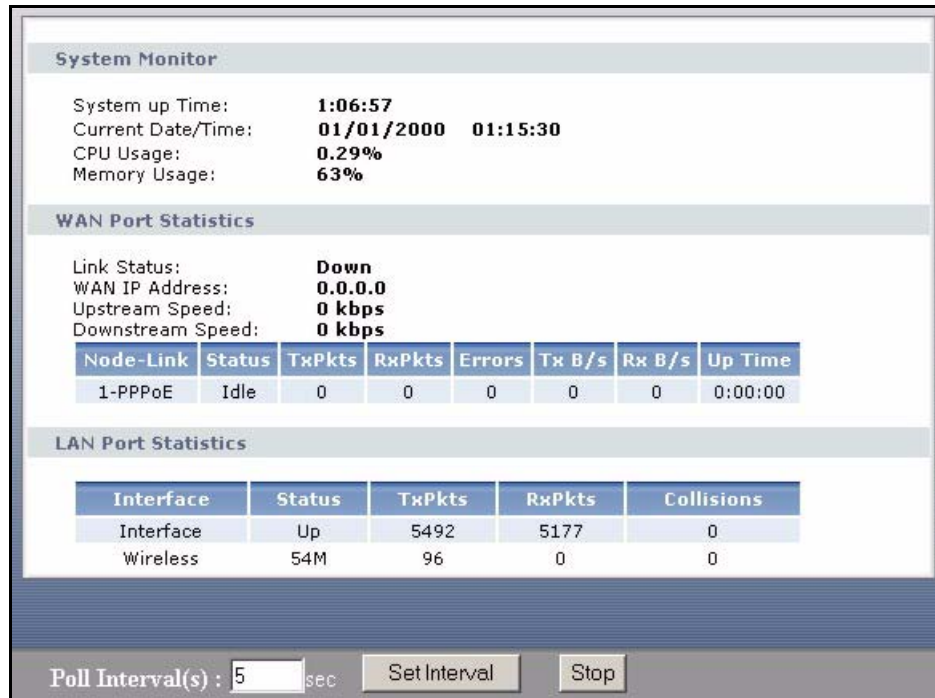 System Monitor
System up Time: 1:06:57
Current Date/Time: 01/01/2000 01:15:30
CPU Usage: 0.29%
Memory Usage: 63%
WAN Port Statistics
Link Status: Down
WAN IP Address: 0.0.0.0
Upstream Speed: 0 kbps
Downstream Speed: 0 kbps
Node-Link Status TxPkts RxPkts Errors Tx B/s Rx B/s Up Time
1-PPPoE Idle 0 0 0 0 0 0:00:00
LAN Port Statistics
Interface Status TxPkts RxPkts Collisions
Interface Up 5492 5177 0
Wireless 54M 96 0 0
Poll Interval(s) : 5 sec Set Interval Stop